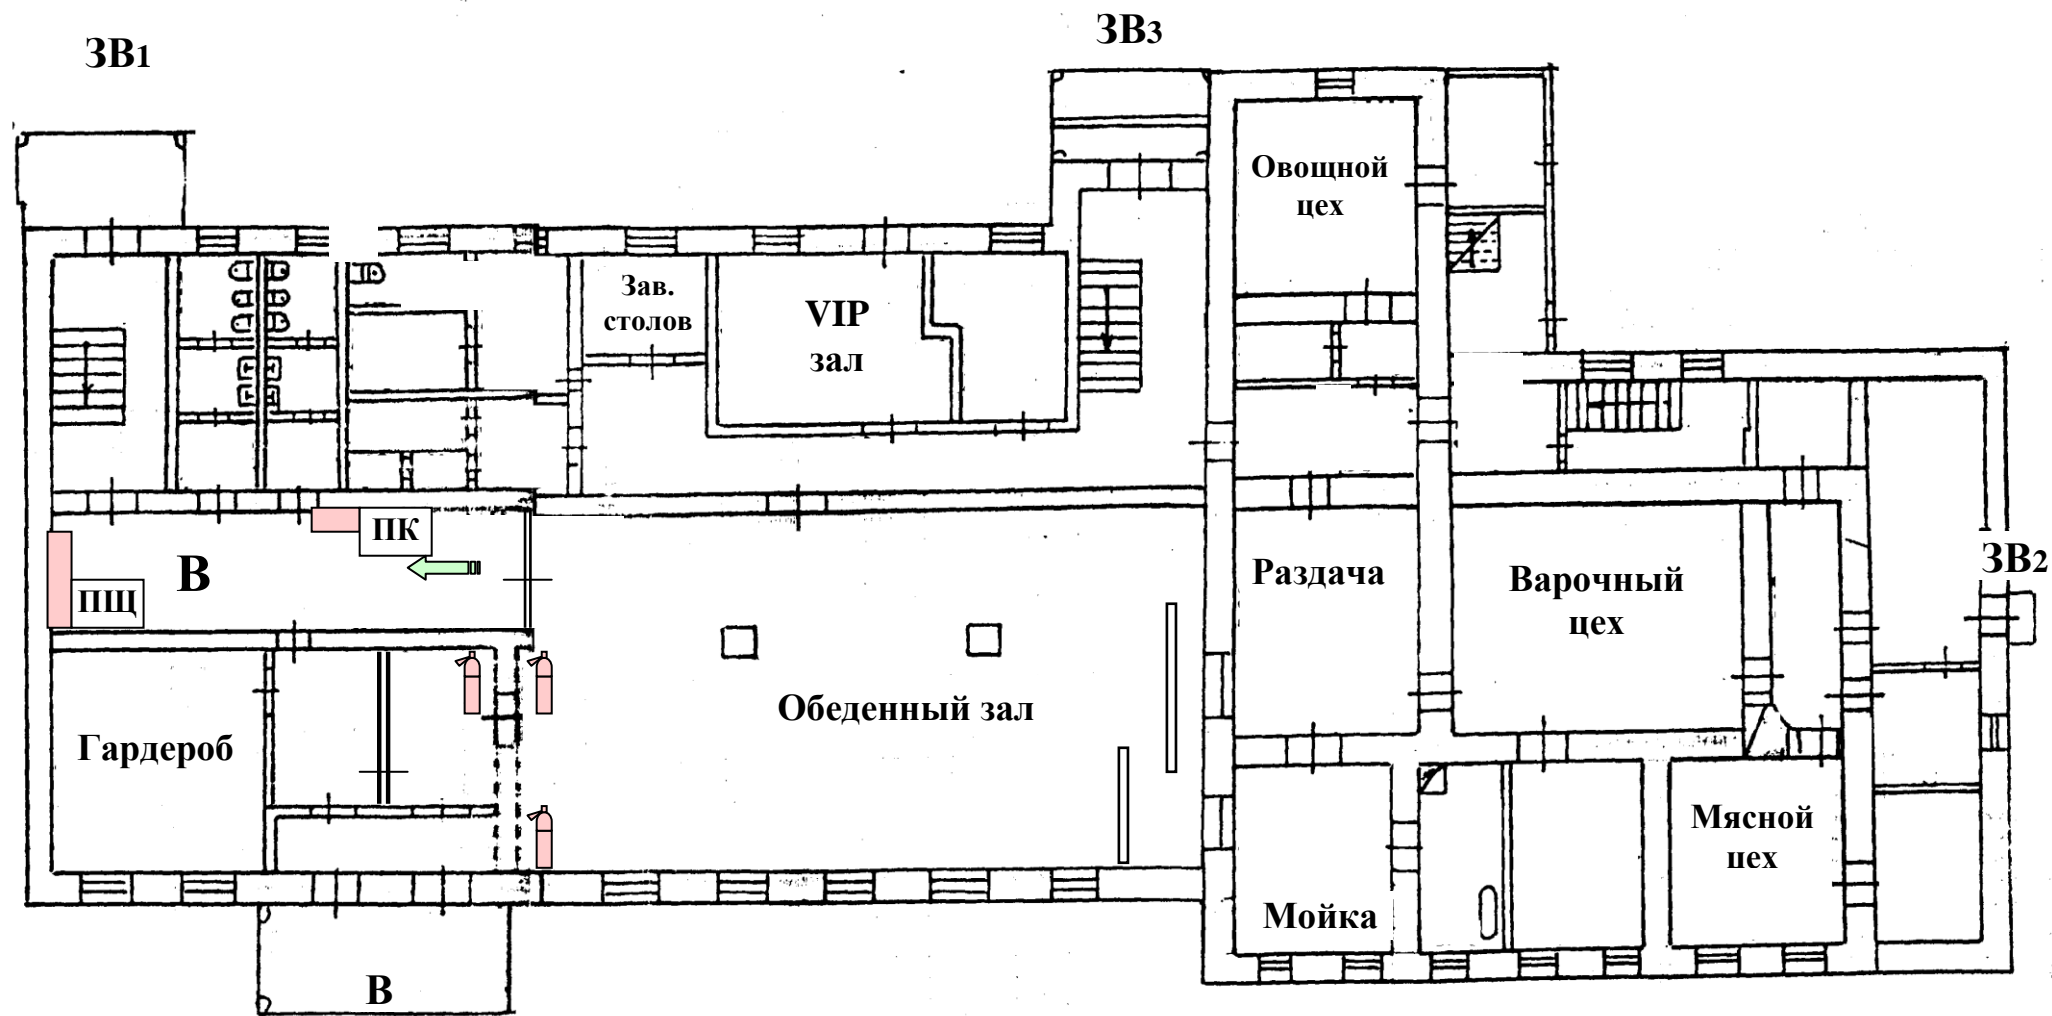 ЗВ3
ЗВ1
Овощной
цех
Зав.
столов
VIP
зал
ПК
В
ПЩ
Раздача
Варочный
цех
ЗВ2
Обеденный зал
Гардероб
Мясной
цех
Мойка
В